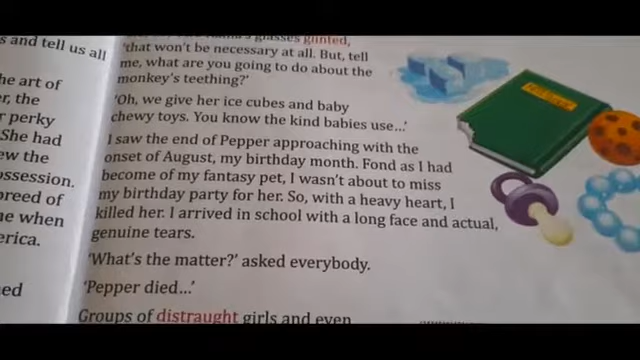 s and tell us all
he art of
er, the
r perky
She had
ew the
ossession.
breed of
ne when
erica.
ed
glasses glinted,
'that won't be necessary at all. But, tell
me, what are you going to do about the
monkey's teething?'
'Oh, we give her ice cubes and baby
chewy toys. You know the kind babies use...'
I saw the end of Pepper approaching with the
onset of August, my birthday month. Fond as I had
become of my fantasy pet, I wasn't about to miss
my birthday party for her. So, with a heavy heart, I
killed her. I arrived in school with a long face and actual,
genuine tears.
'What's the matter?' asked everybody.
'Pepper died...'
Groups of distraught girls and even